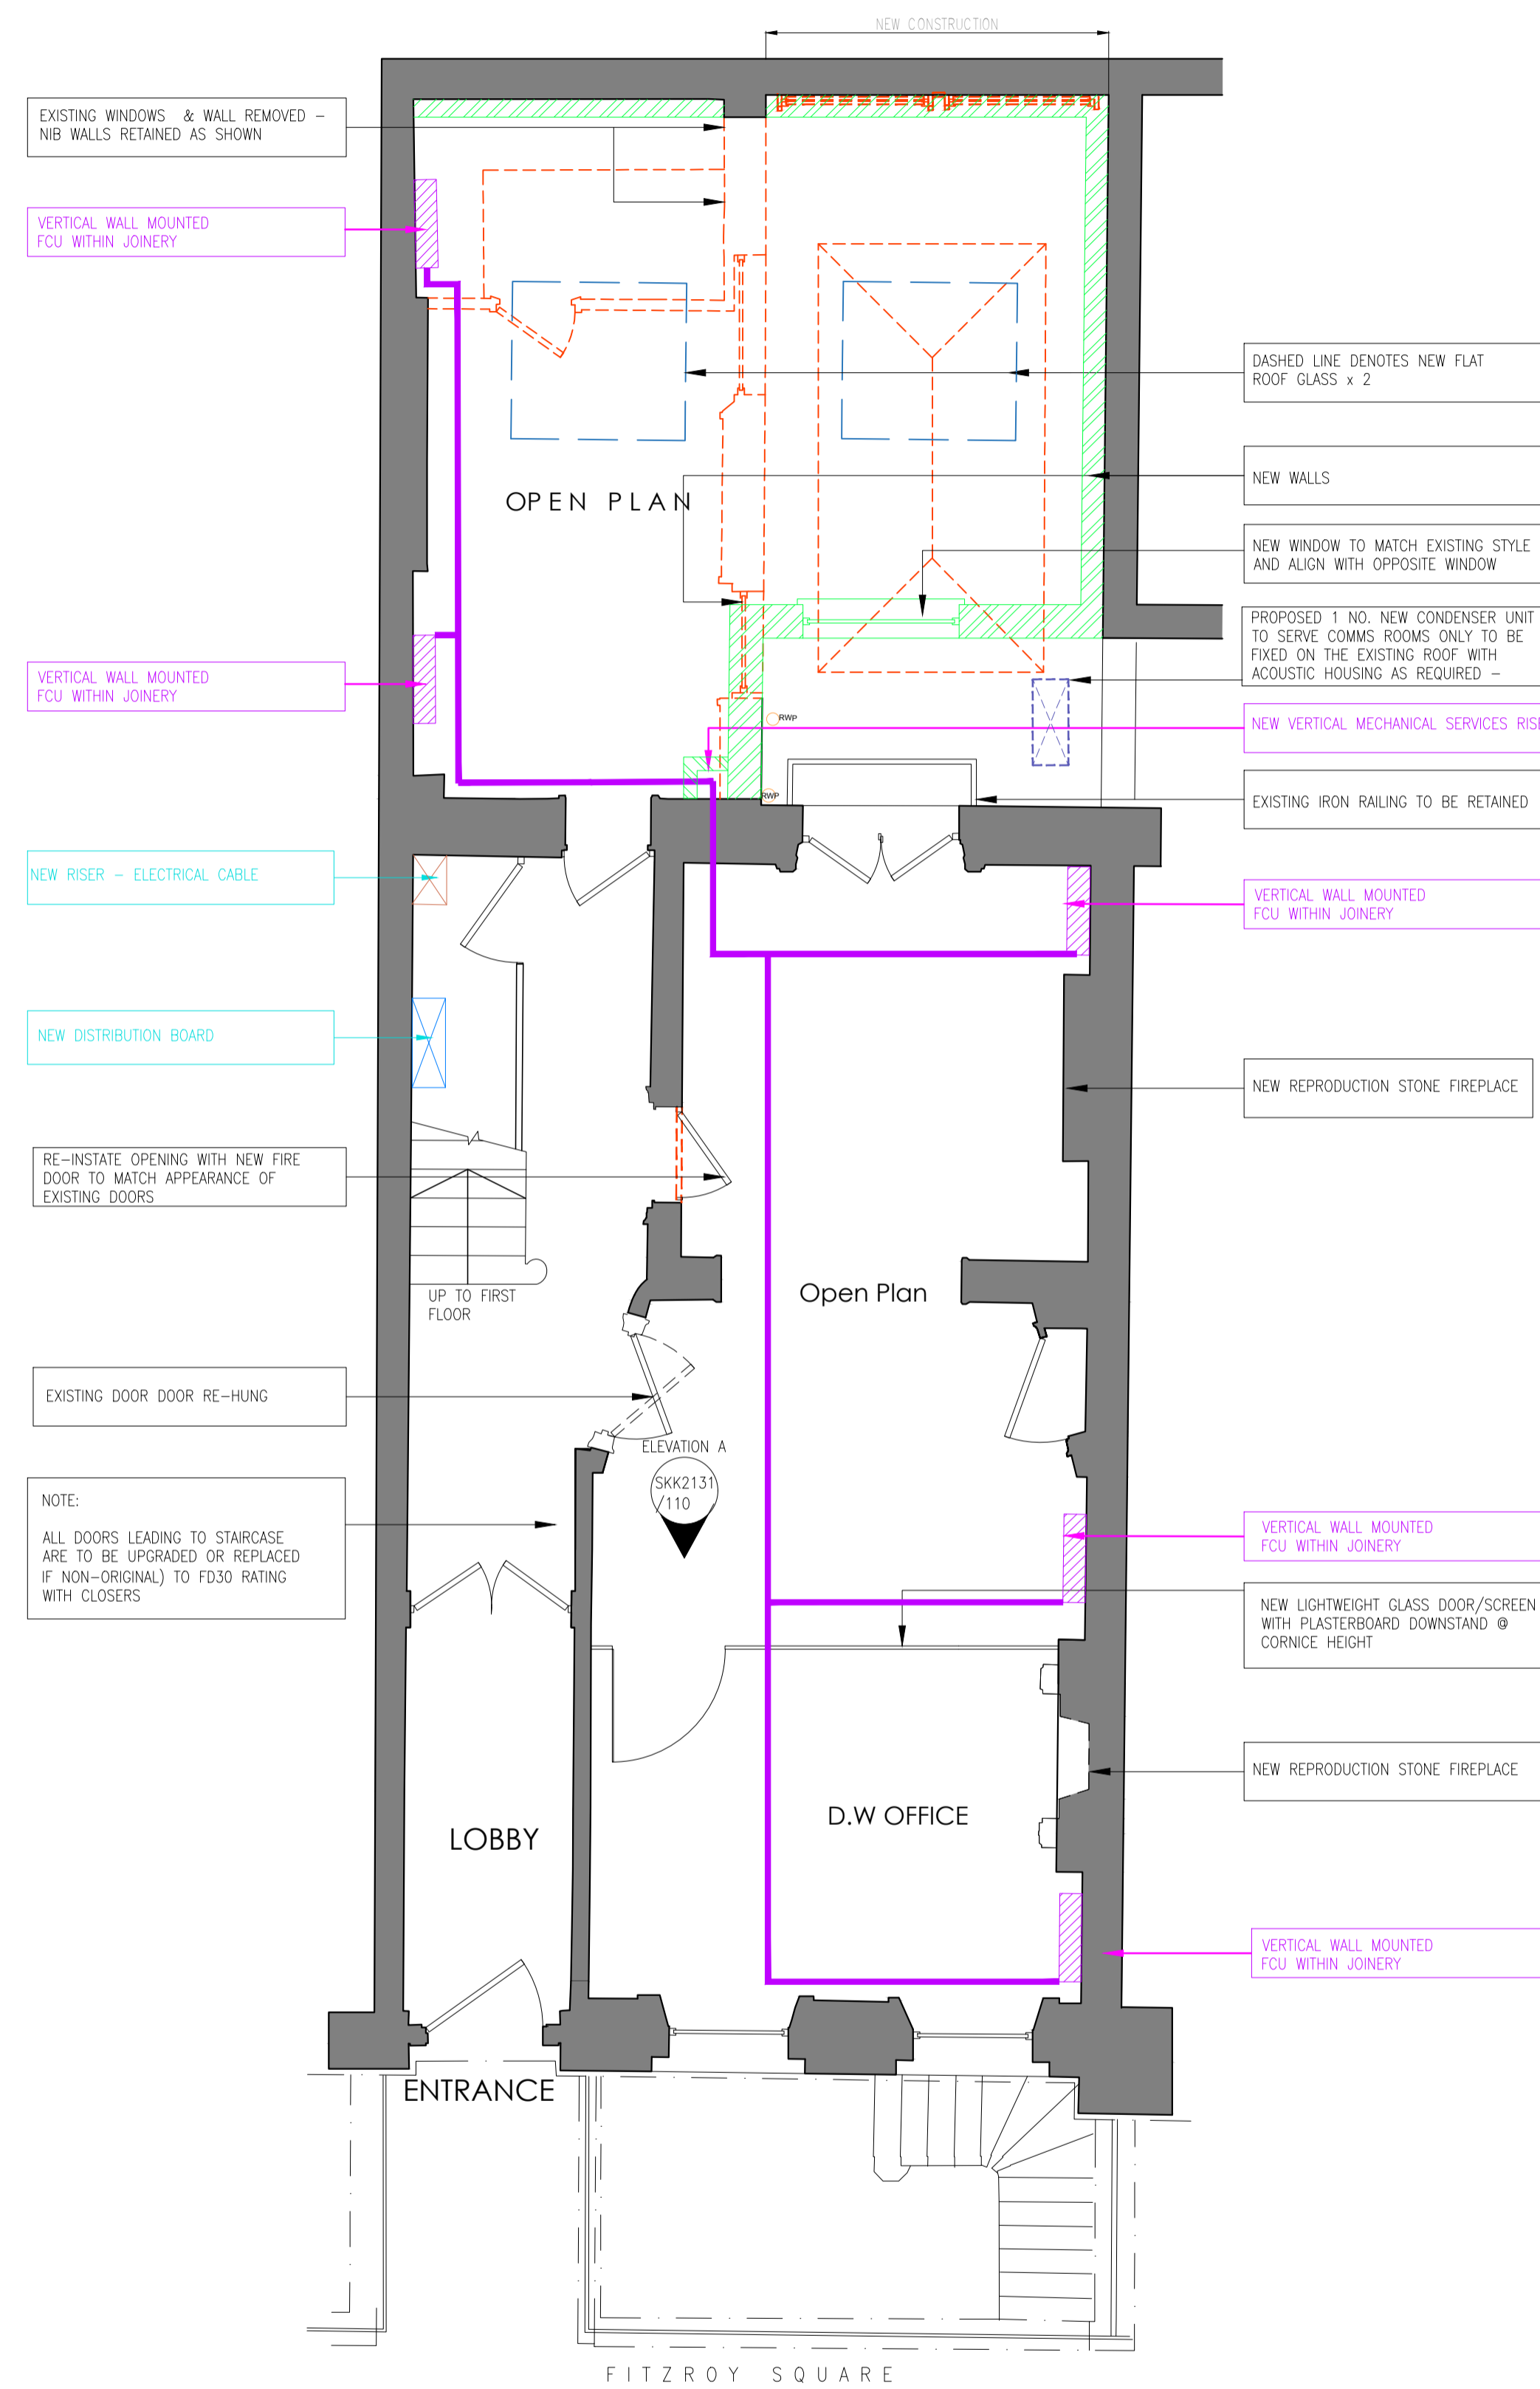 NEW CONSTRUCTION
EXISTING WINDOWS & WALL REMOVED –
NIB WALLS RETAINED AS SHOWN
VERTICAL WALL MOUNTED
FCU WITHIN JOINERY
DASHED LINE DENOTES NEW FLAT
ROOF GLASS x 2
NEW WALLS
OPEN PLAN
NEW WINDOW TO MATCH EXISTING STYLE
AND ALIGN WITH OPPOSITE WINDOW
PROPOSED 1 NO. NEW CONDENSER UNIT
TO SERVE COMMS ROOMS ONLY TO BE
FIXED ON THE EXISTING ROOF WITH
ACOUSTIC HOUSING AS REQUIRED –
VERTICAL WALL MOUNTED
FCU WITHIN JOINERY
RWP
NEW VERTICAL MECHANICAL SERVICES
RWP
EXISTING IRON RAILING TO BE RETAINED
NEW RISER – ELECTRICAL CABLE
VERTICAL WALL MOUNTED
FCU WITHIN JOINERY
NEW DISTRIBUTION BOARD
NEW REPRODUCTION STONE FIREPLACE
RE-INSTATE OPENING WITH NEW FIRE
DOOR TO MATCH APPEARANCE OF
EXISTING DOORS
UP TO FIRST
FLOOR
Open Plan
EXISTING DOOR DOOR RE-HUNG
ELEVATION A
SKK2131
/110
NOTE:
ALL DOORS LEADING TO STAIRCASE
ARE TO BE UPGRADED OR REPLACED
IF NON-ORIGINAL) TO FD30 RATING
WITH CLOSERS
VERTICAL WALL MOUNTED
FCU WITHIN JOINERY
NEW LIGHTWEIGHT GLASS DOOR/SCREEN
WITH PLASTERBOARD DOWNSTAND @
CORNICE HEIGHT
NEW REPRODUCTION STONE FIREPLACE
D.W OFFICE
LOBBY
VERTICAL WALL MOUNTED
FCU WITHIN JOINERY
ENTRANCE
FITZROY SQUARE